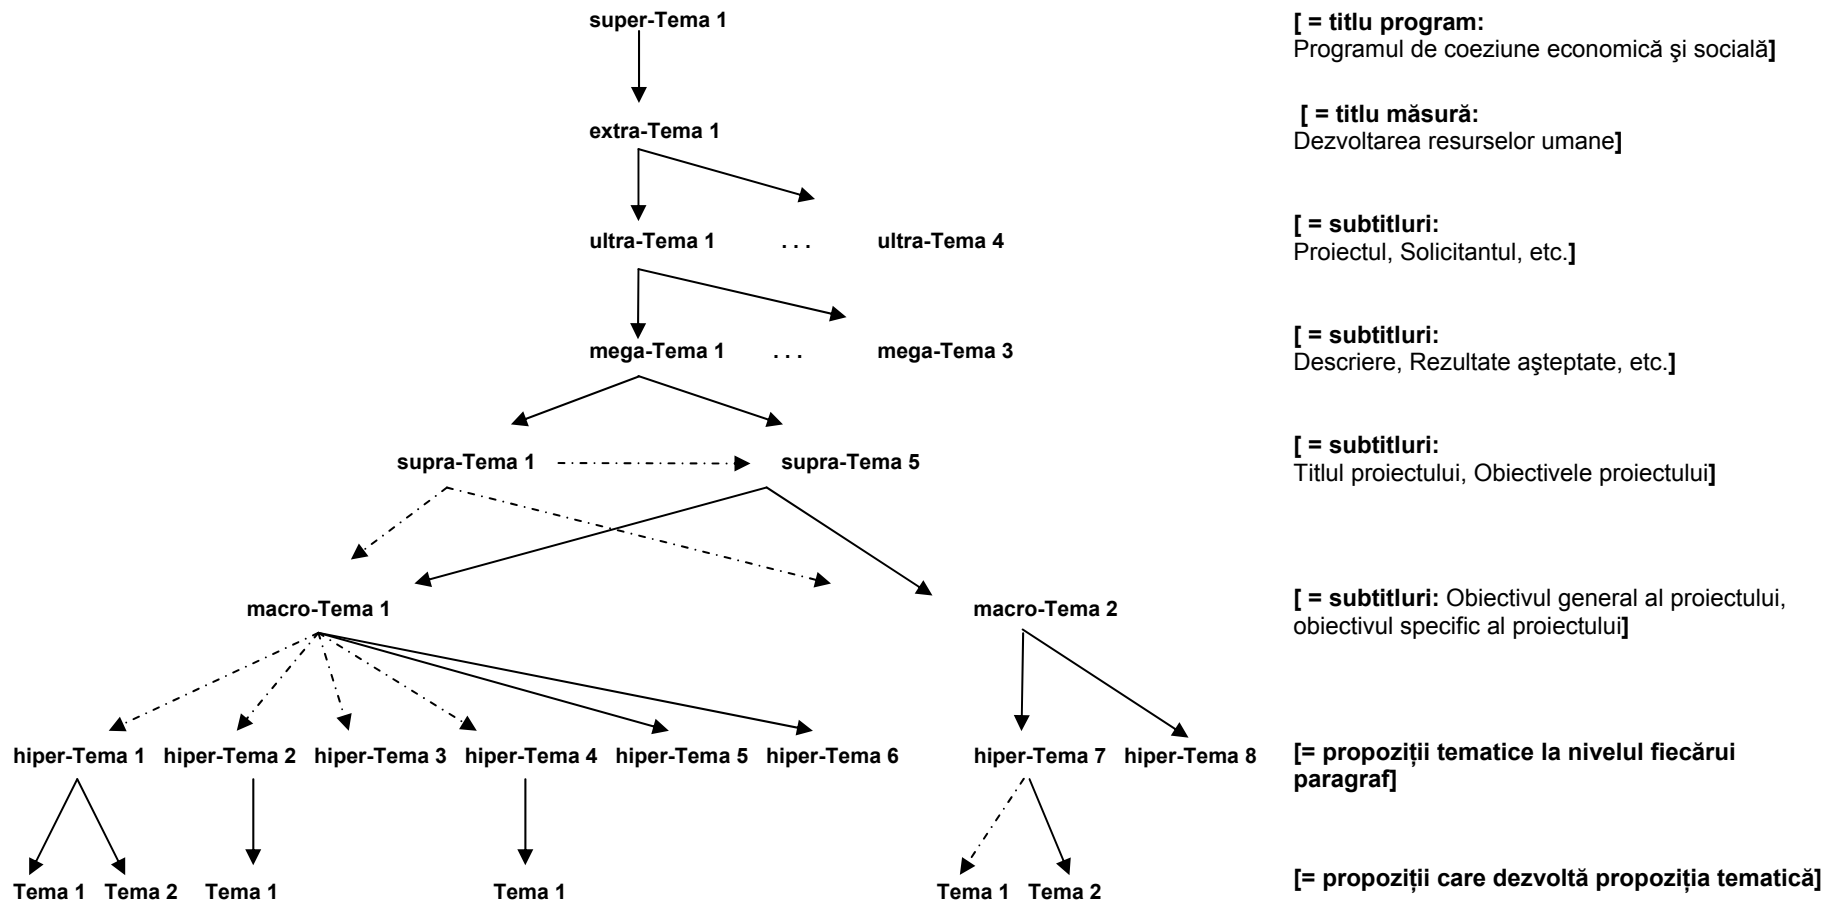 super-Tema 1
[ = titlu program:
Programul de coeziune economică şi socială]
extra-Tema 1
[ = titlu măsură:
Dezvoltarea resurselor umane]
ultra-Tema 1 . . . ultra-Tema 4
[ = subtitluri:
Proiectul, Solicitantul, etc.]
mega-Tema 1 . . . mega-Tema 3
[ = subtitluri:
Descriere, Rezultate aşteptate, etc.]
supra-Tema 1 supra-Tema 5
[ = subtitluri:
Titlul proiectului, Obiectivele proiectului]
macro-Tema 1 macro-Tema 2
[ = subtitluri: Obiectivul general al proiectului,
obiectivul specific al proiectului]
hiper-Tema 1 hiper-Tema 2 hiper-Tema 3 hiper-Tema 4 hiper-Tema 5 hiper-Tema 6 hiper-Tema 7 hiper-Tema 8
[= propoziții tematice la nivelul fiecărui
paragraf]
Tema 1 Tema 2 Tema 1 Tema 1 Tema 1 Tema 2
[= propoziții care dezvoltă propoziția tematică]